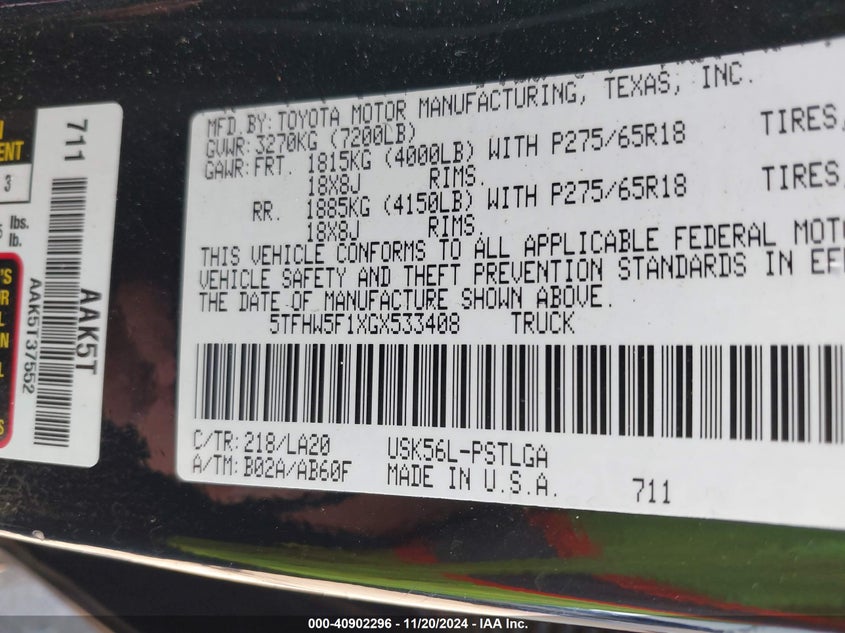 MFD.BY:TOYOTA MOTOR MANUFACTURING, TEXAS, INC.
GVWR:3270KG (7200LB)
GAWR:FRT. 1815KG (4000LB) WITH P275/65R18 TIRES,
18X8J RIMS.
RR. 1885KG (4150LB) WITH P275/65R18 TIRES,
18X8J RIMS.
THIS VEHICLE CONFORMS TO ALL APPLICABLE FEDERAL
VEHICLE SAFETY AND THEFT PREVENTION STANDARDS IN
THE DATE OF MANUFACTURE SHOWN ABOVE.
5TFHW5F1XGX533408 TRUCK
C/TR:218/LA20 USK56L-PSTLGA
A/TM:B02A/AB60F MADE IN U.S.A. 711
711
AAK5T
AAK5T37552
3
lbs.
lb.
000-40902296 - 11/20/2024 - IAA Inc.